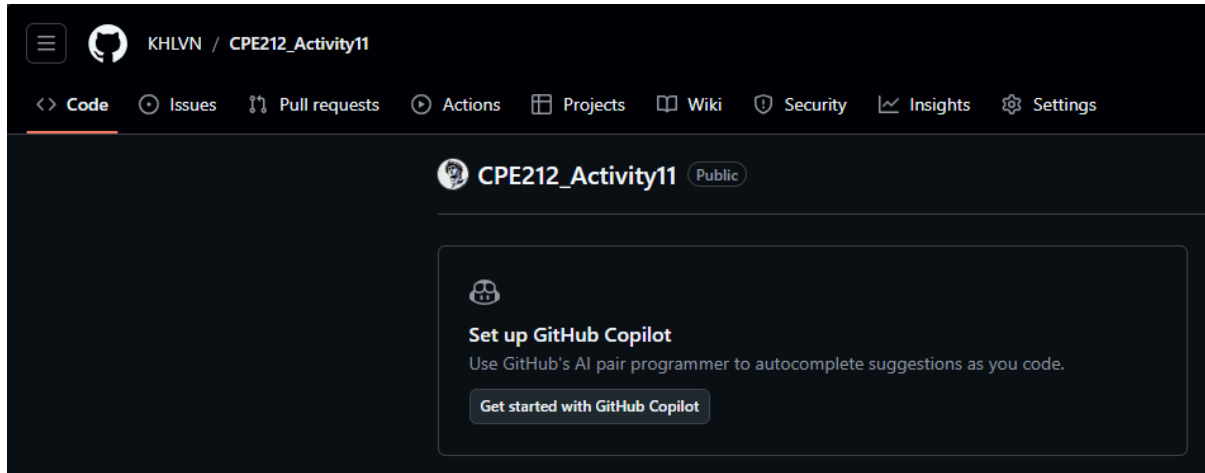 KHLVN / CPE212_Activity11
Code Issues Pull requests Actions Projects Wiki Security Insights Settings
CPE212_Activity11 Public
Set up GitHub Copilot
Use GitHub's AI pair programmer to autocomplete suggestions as you code.
Get started with GitHub Copilot